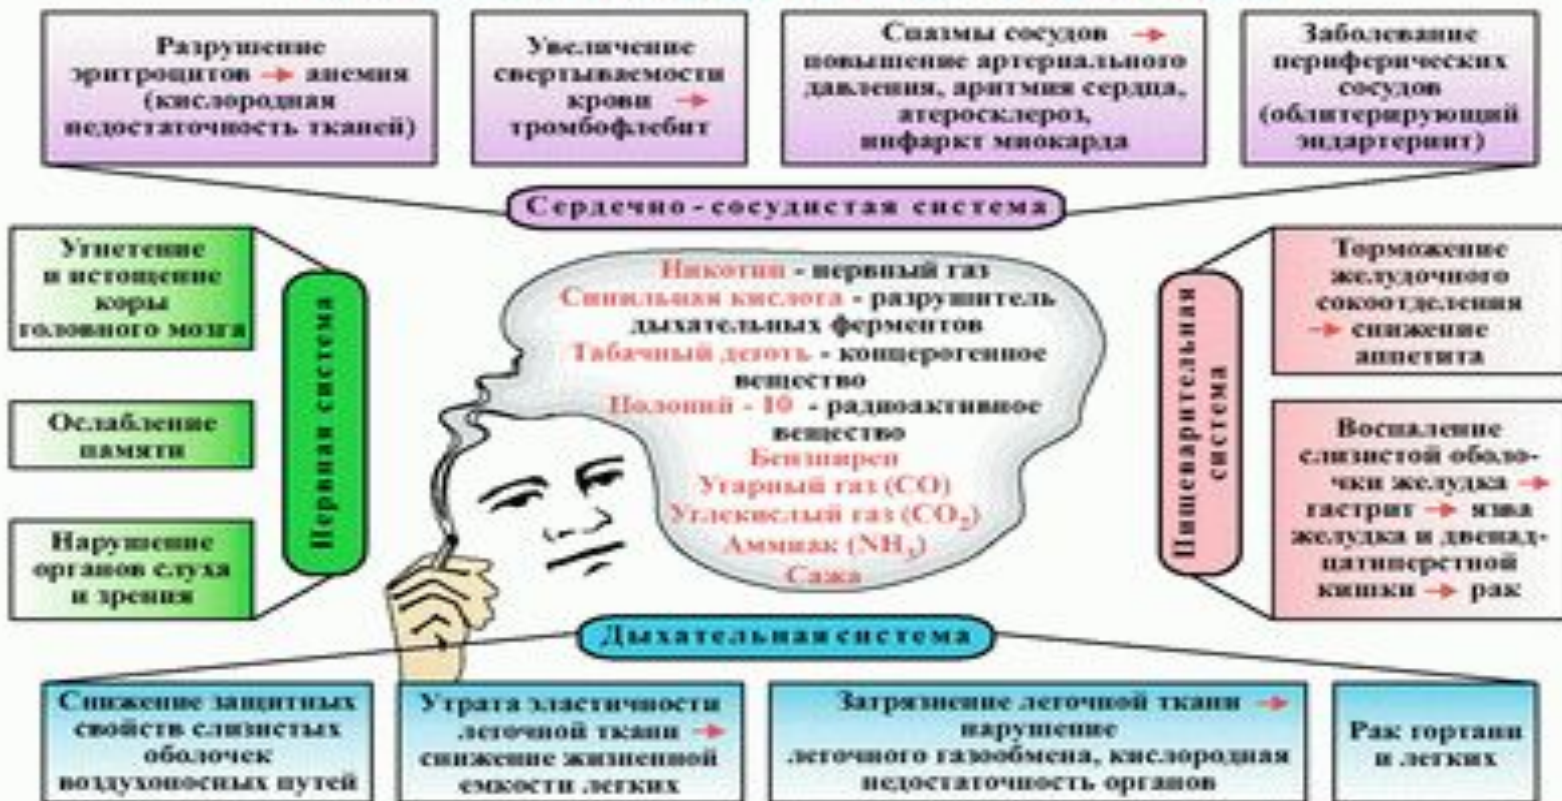 Разрушение
эритроцитов → анемия
(кислородная
недостаточность тканей)
Увеличение
свертываемости
крови →
тромбофлебит
Спазмы сосудов →
повышение артериального
давления, аритмия сердца,
атеросклероз,
инфаркт миокарда
Заболевание
периферических
сосудов
(облитерирующий
эндартериит)
Сердечно-сосудистая система
Угнетение
и истощение
коры
головного мозга
Ослабление
памяти
Нарушение
органов слуха
и зрения
Нервная система
Никотин - нервный газ
Синильная кислота - разрушитель
дыхательных ферментов
Табачный деготь - концерогенное
вещество
Полоний - 10 - радиоактивное
вещество
Бензпирен
Угарный газ (CO)
Углекислый газ (CO₂)
Аммиак (NH₃)
Сажа
Пищеварительная
система
Торможение
желудочного
сокоотделения
→ снижение
аппетита
Воспаление
слизистой оболо-
чки желудка →
гастрит → язва
желудка и двенад-
цатиперстной
кишки → рак
Дыхательная система
Снижение защитных
свойств слизистых
оболочек
воздухоносных путей
Утрата эластичности
легочной ткани →
снижение жизненной
емкости легких
Загрязнение легочной ткани →
нарушение
легочного газообмена, кислородная
недостаточность органов
Рак гортани
и легких